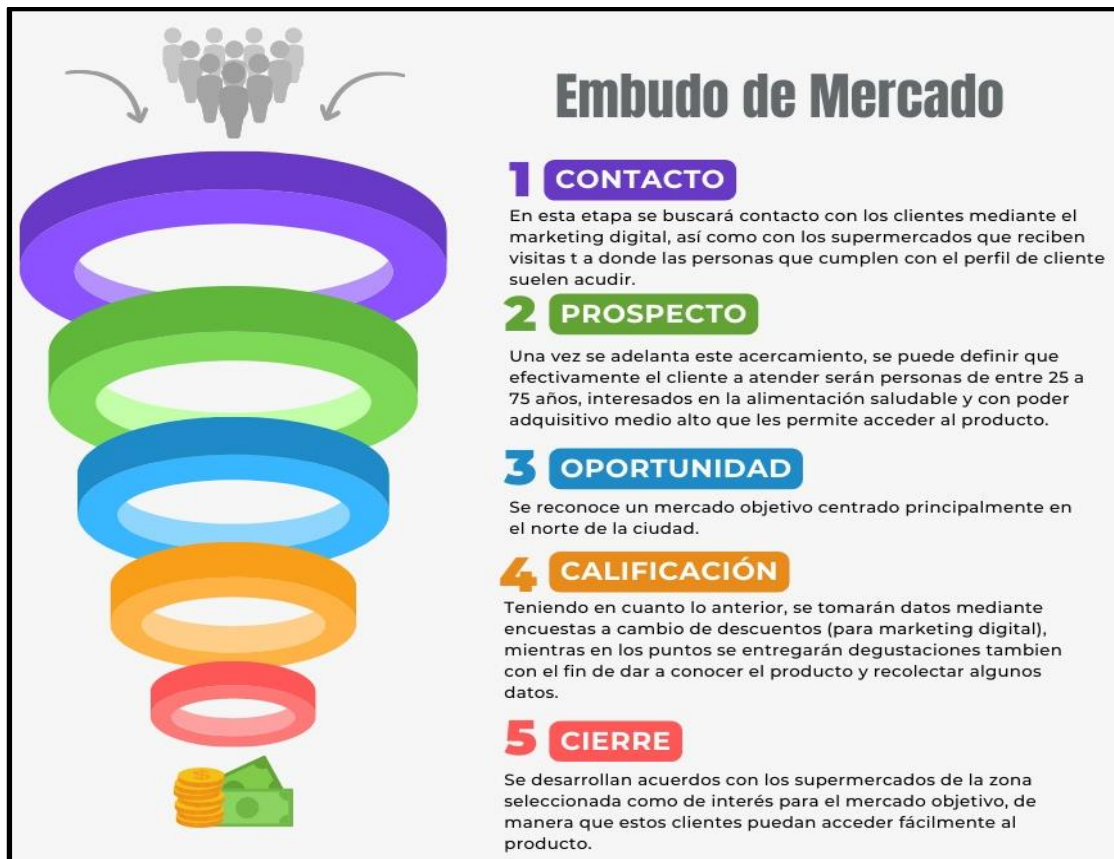 Embudo de Mercado
1 CONTACTO
En esta etapa se buscará contacto con los clientes mediante el
marketing digital, así como con los supermercados que reciben
visitas t a donde las personas que cumplen con el perfil de cliente
suelen acudir.
2 PROSPECTO
Una vez se adelanta este acercamiento, se puede definir que
efectivamente el cliente a atender serán personas de entre 25 a
75 años, interesados en la alimentación saludable y con poder
adquisitivo medio alto que les permite acceder al producto.
3 OPORTUNIDAD
Se reconoce un mercado objetivo centrado principalmente en
el norte de la ciudad.
4 CALIFICACIÓN
Teniendo en cuanto lo anterior, se tomarán datos mediante
encuestas a cambio de descuentos (para marketing digital),
mientras en los puntos se entregarán degustaciones tambien
con el fin de dar a conocer el producto y recolectar algunos
datos.
5 CIERRE
Se desarrollan acuerdos con los supermercados de la zona
seleccionada como de interés para el mercado objetivo, de
manera que estos clientes puedan acceder fácilmente al
producto.